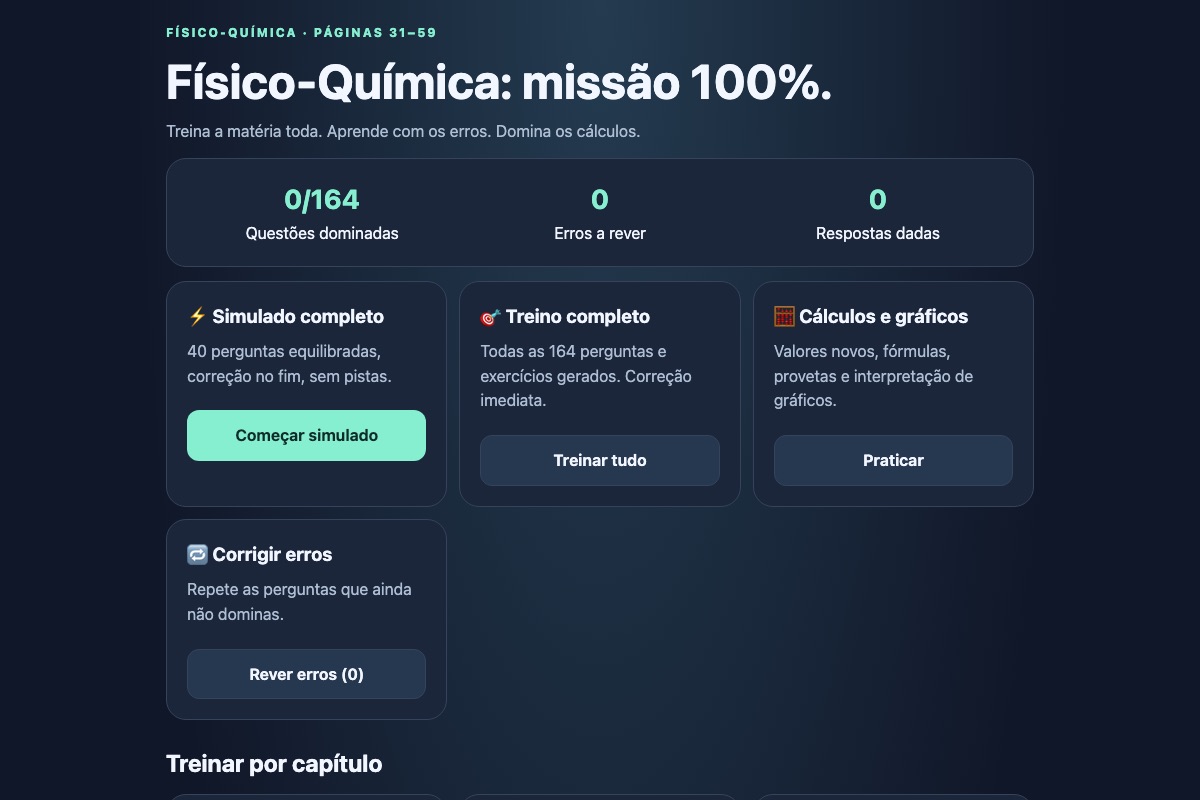 FÍSICO-QUÍMICA · PÁGINAS 31–59
Físico-Química: missão 100%.
Treina a matéria toda. Aprende com os erros. Domina os cálculos.
0/164
Questões dominadas
0
Erros a rever
0
Respostas dadas
⚡ Simulado completo
40 perguntas equilibradas,
correção no fim, sem pistas.
Começar simulado
🎯 Treino completo
Todas as 164 perguntas e
exercícios gerados. Correção
imediata.
Treinar tudo
🧮 Cálculos e gráficos
Valores novos, fórmulas,
provetas e interpretação de
gráficos.
Praticar
🔁 Corrigir erros
Repete as perguntas que ainda
não dominas.
Rever erros (0)
Treinar por capítulo